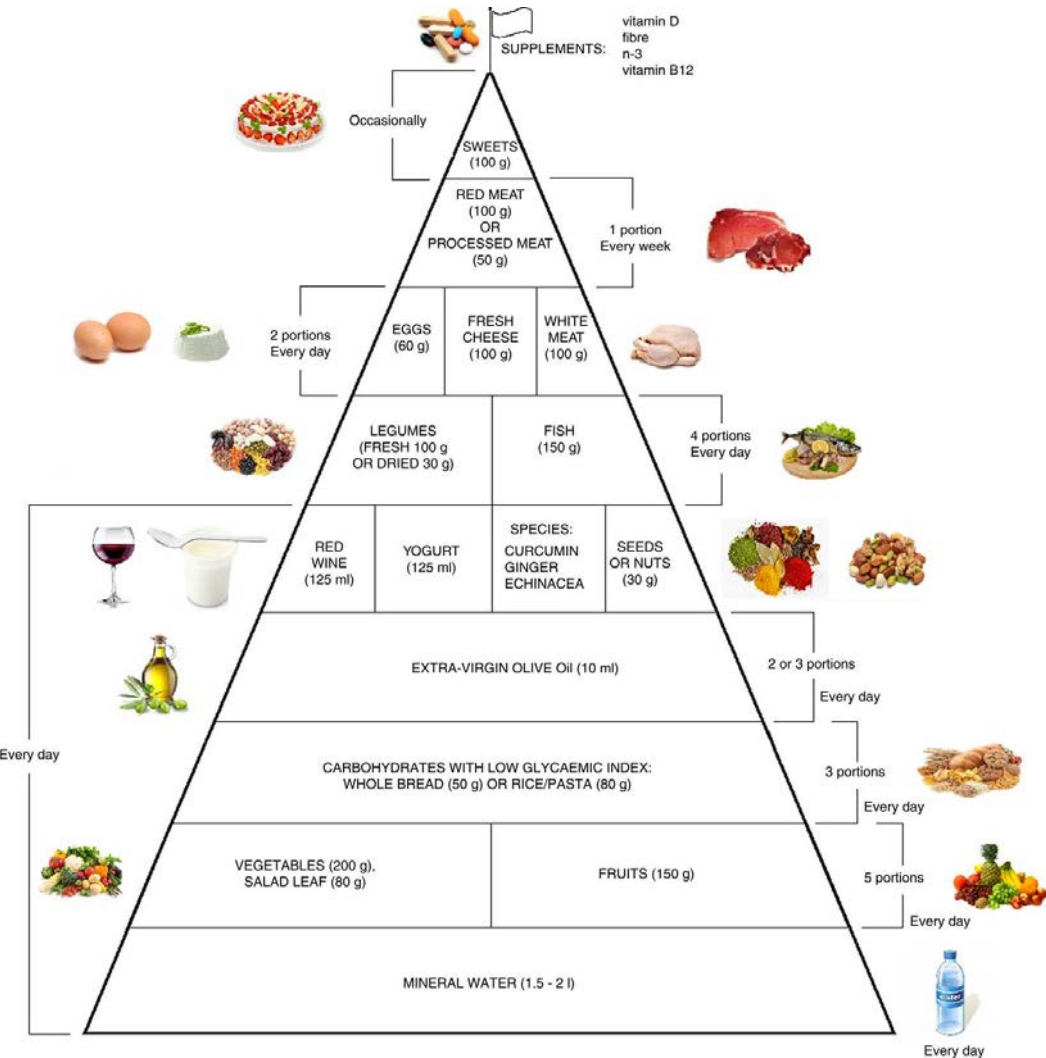 vitamin D
SUPPLEMENTS:
fibre
n-3
vitamin B12
Occasionally
SWEETS
(100 g)
RED MEAT
(100 g)
OR
PROCESSED MEAT
(50 g)
1 portion
Every week
2 portions
Every day
EGGS
(60 g)
FRESH
CHEESE
(100 g)
WHITE
MEAT
(100 g)
LEGUMES
(FRESH 100 g
OR DRIED 30 g)
FISH
(150 g)
4 portions
Every day
RED
WINE
(125 ml)
YOGURT
(125 ml)
SPECIES:
CURCUMIN
GINGER
ECHINACEA
SEEDS
OR NUTS
(30 g)
EXTRA-VIRGIN OLIVE Oil (10 ml)
2 or 3 portions
Every day
Every day
CARBOHYDRATES WITH LOW GLYCAEMIC INDEX:
WHOLE BREAD (50 g) OR RICE/PASTA (80 g)
3 portions
Every day
VEGETABLES (200 g),
SALAD LEAF (80 g)
FRUITS (150 g)
5 portions
Every day
MINERAL WATER (1.5 - 2 l)
Every day